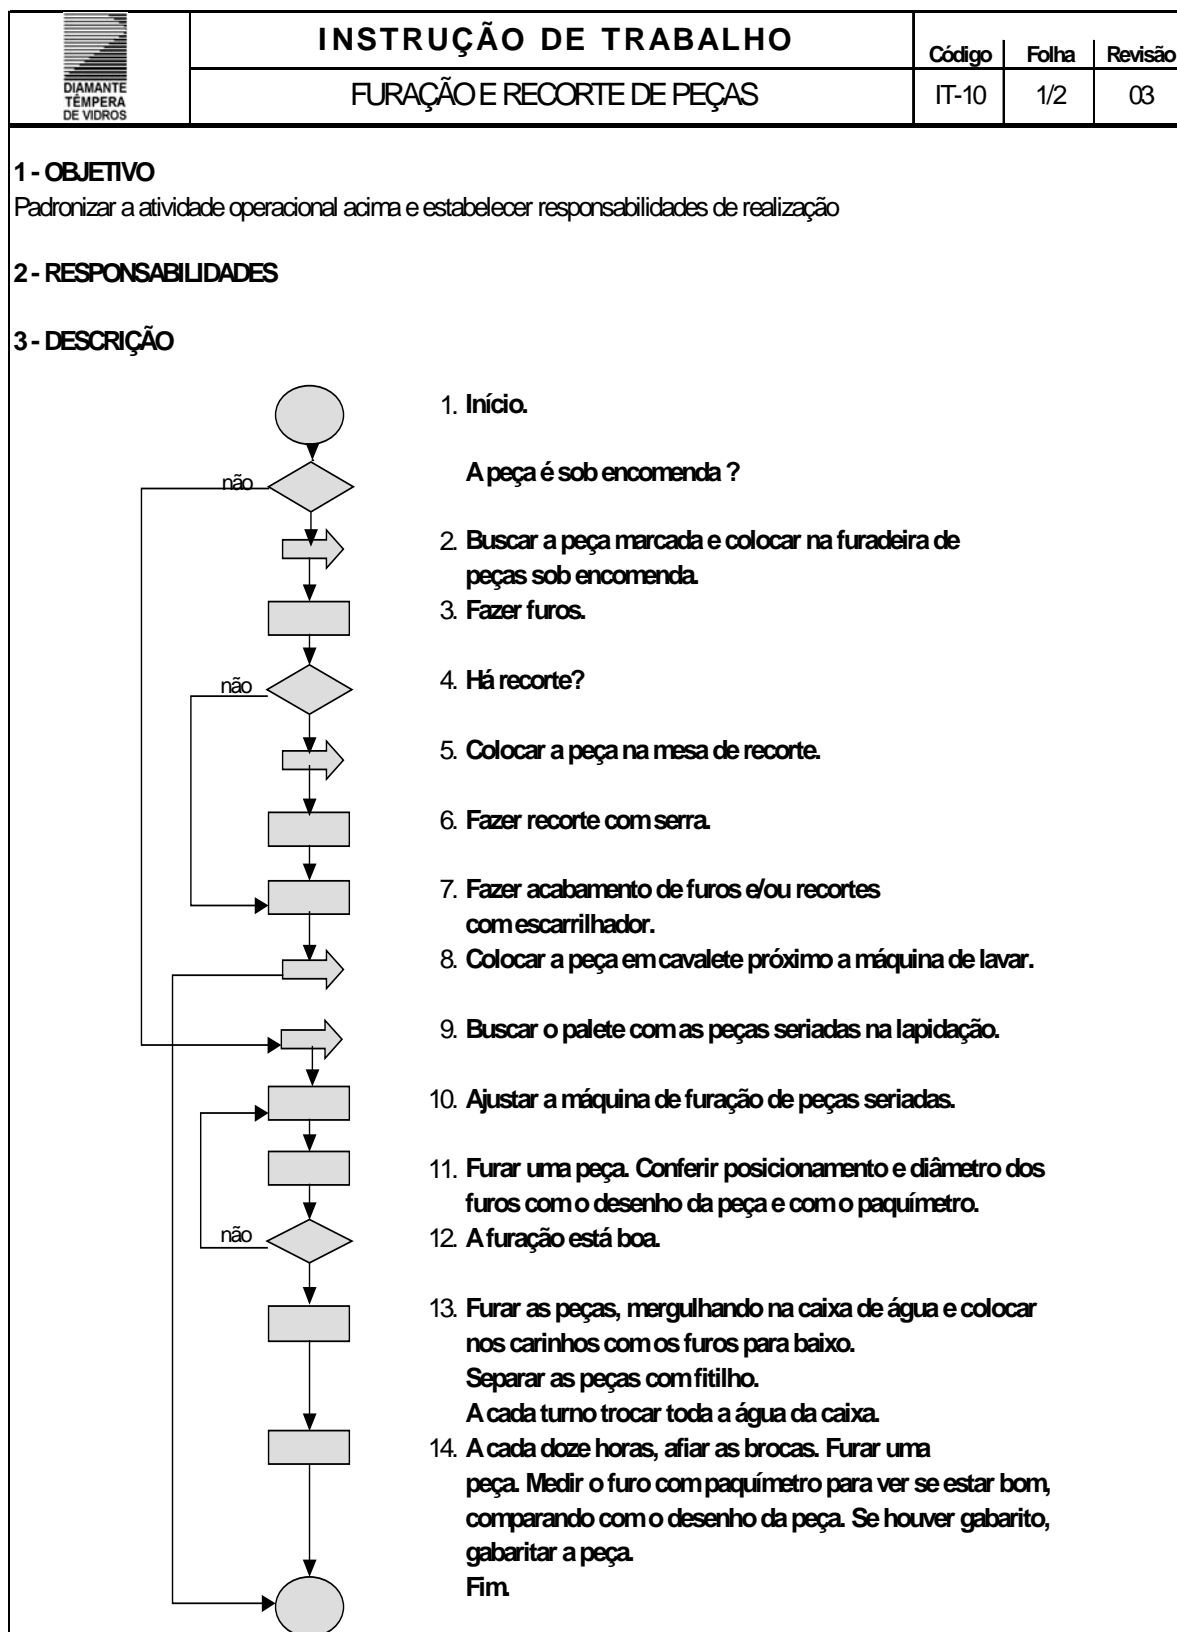 DIAMANTE
TÊMPERA
DE VIDROS
INSTRUÇÃO DE TRABALHO
FURAÇÃO E RECORTE DE PEÇAS
Código Folha Revisão
IT-10 1/2 03
1 - OBJETIVO
Padronizar a atividade operacional acima e estabelecer responsabilidades de realização
2 - RESPONSABILIDADES
3 - DESCRIÇÃO
1. Início.
não
A peça é sob encomenda ?
2. Buscar a peça marcada e colocar na furadeira de
peças sob encomenda.
3. Fazer furos.
não
4. Há recorte?
5. Colocar a peça na mesa de recorte.
6. Fazer recorte com serra.
7. Fazer acabamento de furos e/ou recortes
com escarrilhador.
8. Colocar a peça em cavalete próximo a máquina de lavar.
9. Buscar o palete com as peças seriadas na lapidação.
10. Ajustar a máquina de furação de peças seriadas.
11. Furar uma peça. Conferir posicionamento e diâmetro dos
furos com o desenho da peça e com o paquímetro.
não
12. A furação está boa.
13. Furar as peças, mergulhando na caixa de água e colocar
nos carinhos com os furos para baixo.
Separar as peças com fitilho.
A cada turno trocar toda a água da caixa.
14. A cada doze horas, afiar as brocas. Furar uma
peça. Medir o furo com paquímetro para ver se estar bom,
comparando com o desenho da peça. Se houver gabarito,
gabaritar a peça.
Fim.